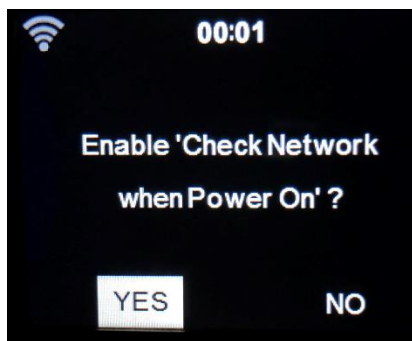 00:01
Enable 'Check Network
when Power On' ?
YES NO